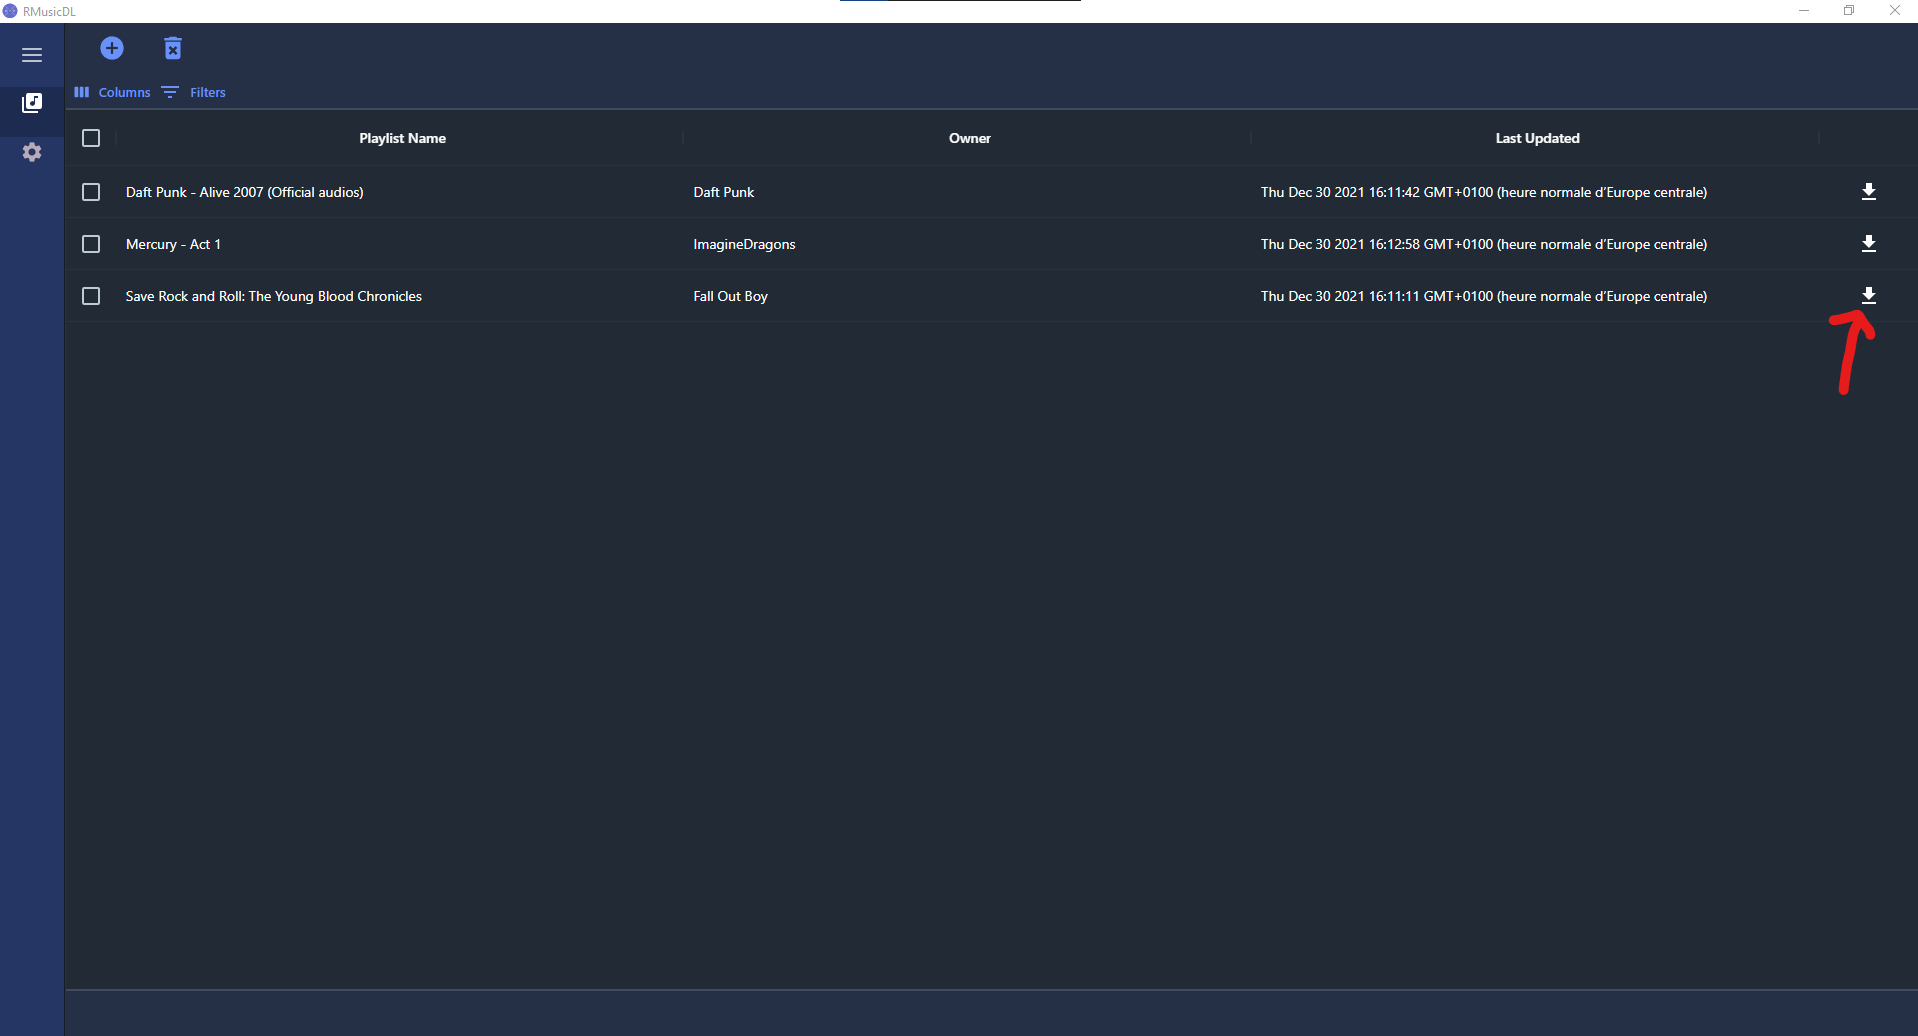 RMusicDL
Columns Filters
Playlist Name Owner Last Updated
Daft Punk - Alive 2007 (Official audios) Daft Punk Thu Dec 30 2021 16:11:42 GMT+0100 (heure normale d’Europe centrale)
Mercury - Act 1 ImagineDragons Thu Dec 30 2021 16:12:58 GMT+0100 (heure normale d’Europe centrale)
Save Rock and Roll: The Young Blood Chronicles Fall Out Boy Thu Dec 30 2021 16:11:11 GMT+0100 (heure normale d’Europe centrale)